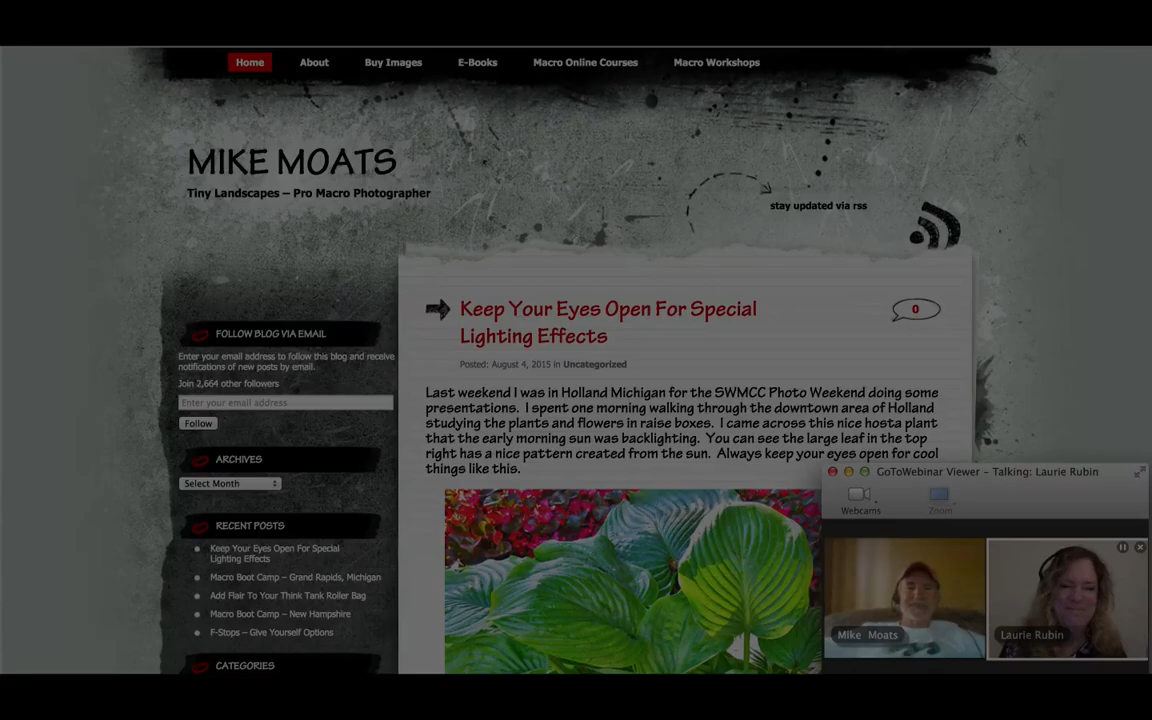 Home About Buy Images E-Books Macro Online Courses Macro Workshops
MIKE MOATS
Tiny Landscapes – Pro Macro Photographer
stay updated via rss
Keep Your Eyes Open For Special
Lighting Effects
0
Posted: August 4, 2015 in Uncategorized
Last weekend I was in Holland Michigan for the SWMCC Photo Weekend doing some
presentations. I spent one morning walking through the downtown area of Holland
studying the plants and flowers in raise boxes. I came across this nice hosta plant
that the early morning sun was backlighting. You can see the large leaf in the top
right has a nice pattern created from the sun. Always keep your eyes open for cool
things like this.
FOLLOW BLOG VIA EMAIL
Enter your email address to follow this blog and receive
notifications of new posts by email.
Join 2,664 other followers
Enter your email address
Follow
ARCHIVES
Select Month
RECENT POSTS
Keep Your Eyes Open For Special
Lighting Effects
Macro Boot Camp – Grand Rapids, Michigan
Add Flair To Your Think Tank Roller Bag
Macro Boot Camp – New Hampshire
F-Stops – Give Yourself Options
CATEGORIES
GoToWebinar Viewer – Talking: Laurie Rubin
Webcams Zoom
Mike Moats
Laurie Rubin